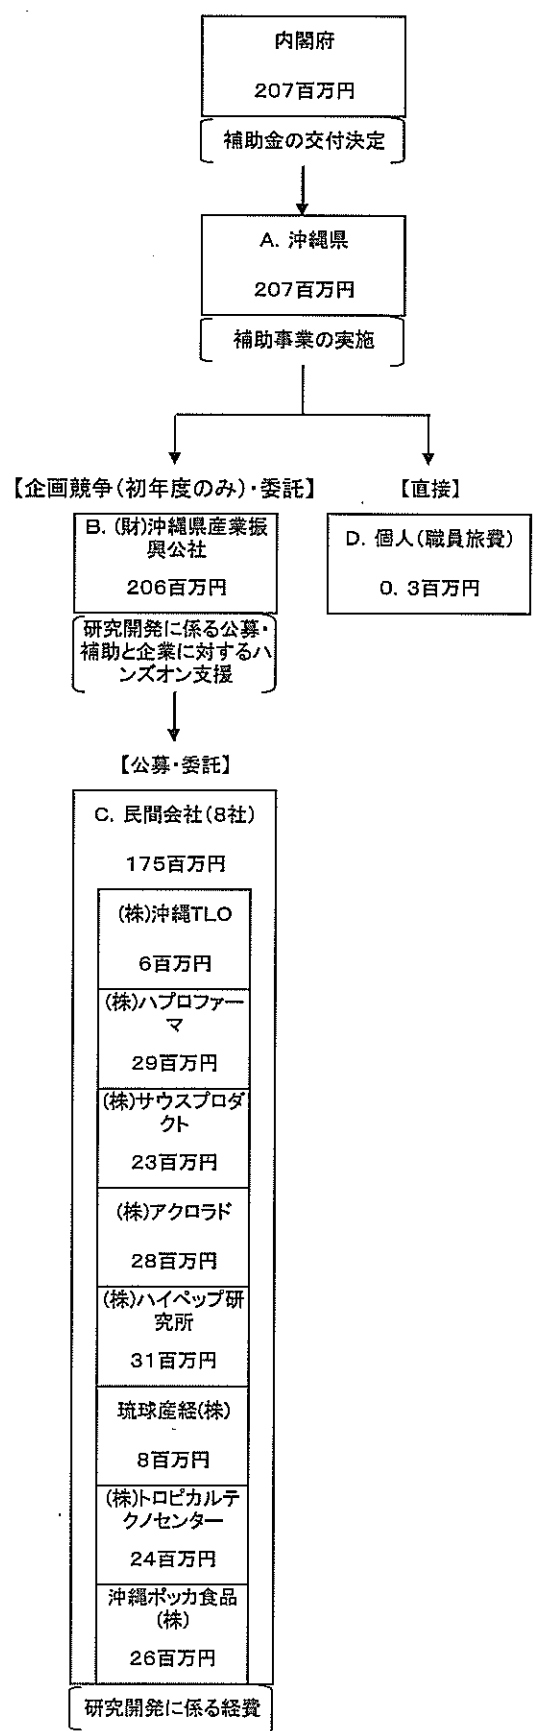 内閣府
207百万円
補助金の交付決定
A. 沖縄県
207百万円
補助事業の実施
【企画競争(初年度のみ)・委託】
【直接】
B. (財)沖縄県産業振
興公社
206百万円
研究開発に係る公募・
補助と企業に対するハ
ンズオン支援
D. 個人(職員旅費)
0. 3百万円
【公募・委託】
C. 民間会社(8社)
175百万円
(株)沖縄TLO
6百万円
(株)ハプロファー
マ
29百万円
(株)サウスプロダ
クト
23百万円
(株)アクロラド
28百万円
(株)ハイペップ研
究所
31百万円
琉球産経(株)
8百万円
(株)トロピカルテ
クノセンター
24百万円
沖縄ポッカ食品
(株)
26百万円
研究開発に係る経費